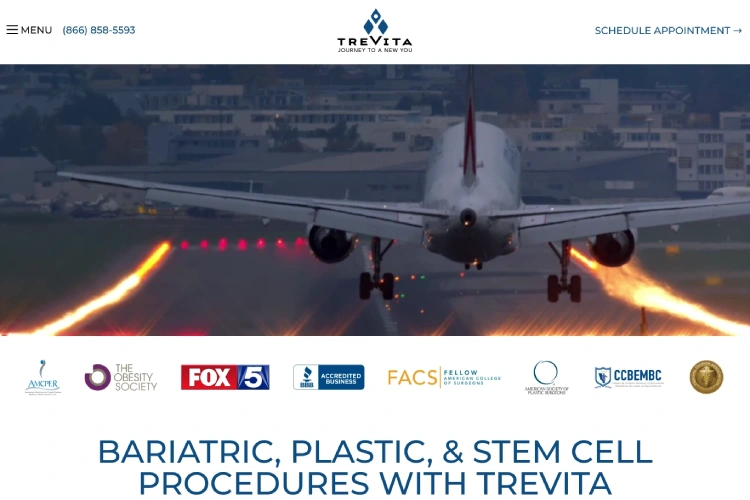 MENU
(866) 858-5593
TREVITA
JOURNEY TO A NEW YOU
SCHEDULE APPOINTMENT →
AMCPER
THE
OBESITY
SOCIETY
FOX 5
BBB
ACCREDITED
BUSINESS
FACS
FELLOW
AMERICAN COLLEGE
OF SURGEONS
AMERICAN SOCIETY OF
PLASTIC SURGEONS
CCBEMBC
BARIATRIC, PLASTIC, & STEM CELL
PROCEDURES WITH TREVITA